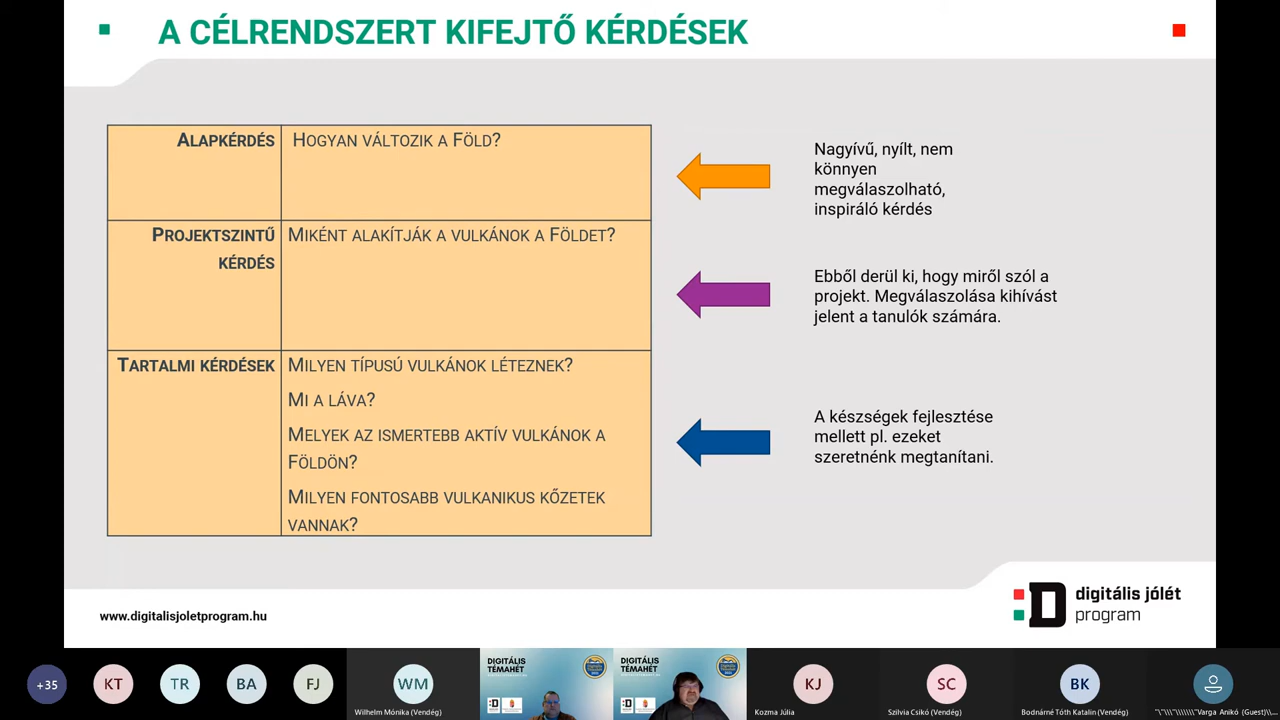 A CÉLRENDSZERT KIFEJTŐ KÉRDÉSEK
ALAPKÉRDÉS
HOGYAN VÁLTOZIK A FÖLD?
Nagyívű, nyílt, nem
könnyen
megválaszolható,
inspiráló kérdés
PROJEKTSZINTŰ
KÉRDÉS
MIKÉNT ALAKÍTJÁK A VULKÁNOK A FÖLDET?
Ebből derül ki, hogy miről szól a
projekt. Megválaszolása kihívást
jelent a tanulók számára.
TARTALMI KÉRDÉSEK
MILYEN TÍPUSÚ VULKÁNOK LÉTEZNEK?
MI A LÁVA?
MELYEK AZ ISMERTEBB AKTÍV VULKÁNOK A
FÖLDÖN?
MILYEN FONTOSABB VULKANIKUS KŐZETEK
VANNAK?
A készségek fejlesztése
mellett pl. ezeket
szeretnénk megtanítani.
www.digitalisjoletprogram.hu
digitális jólét
program
+35
KT
TR
BA
FJ
WM
Wilhelm Mónika (Vendég)
DIGITÁLIS
TÉMAHÉT
DIGITÁLIS
TÉMAHÉT
KJ
Kozma Júlia
SC
Szilvia Csikó (Vendég)
BK
Bodnárné Tóth Katalin (Vendég)
"\"\\"\\\\\\\"Varga Anikó (Guest)\\...